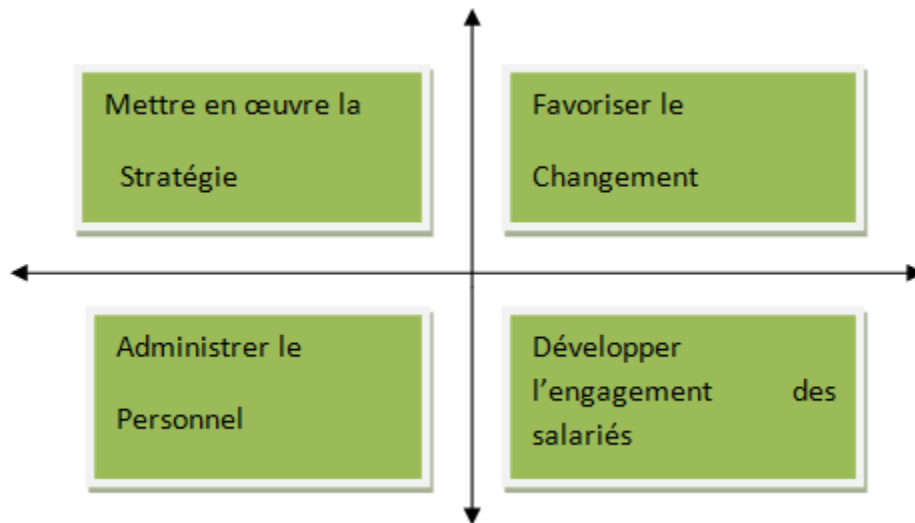 Mettre en œuvre la
Stratégie
Favoriser le
Changement
Administrer le
Personnel
Développer
l’engagement des
salariés